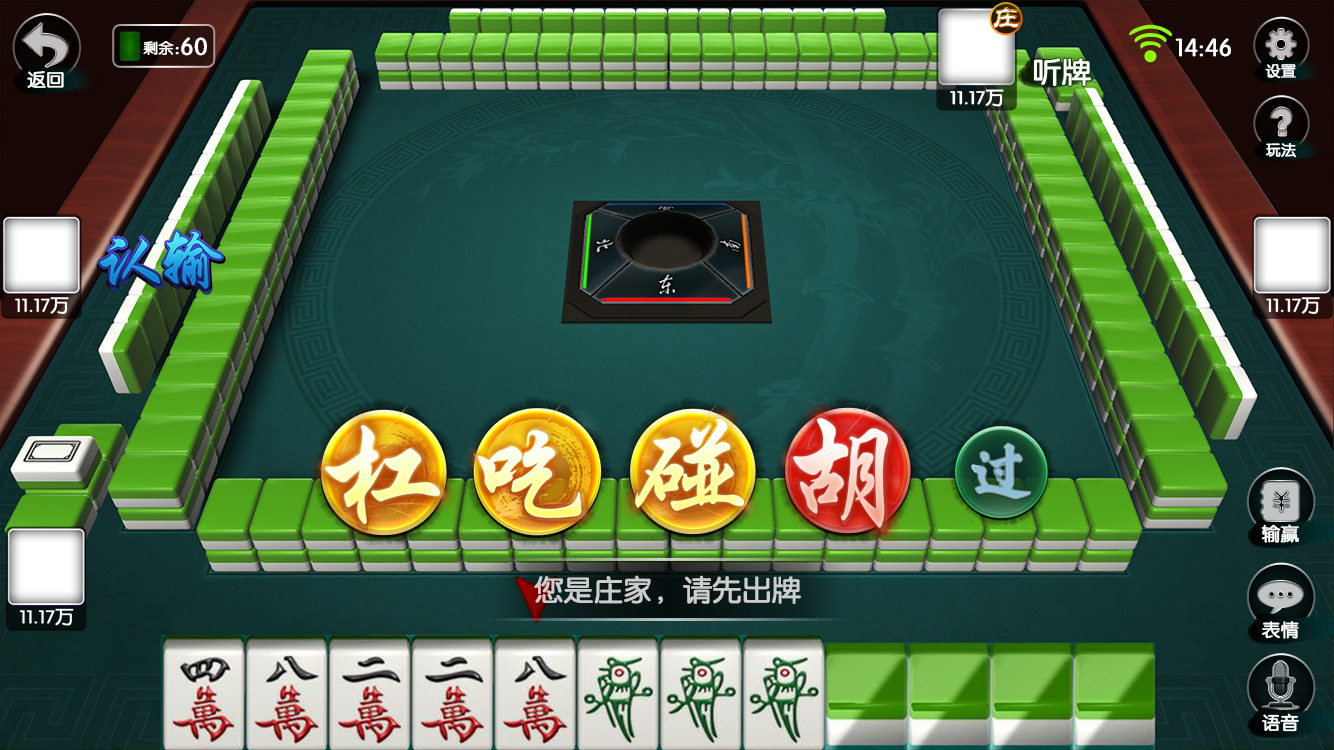 庄
剩余:60
14:46
返回
11.17万
听牌
设置
玩法
认输
11.17万
11.17万
北
东
杠 吃 碰 胡 过
输赢
您是庄家，请先出牌
11.17万
表情
四萬 八萬 二萬 二萬 八萬
语音